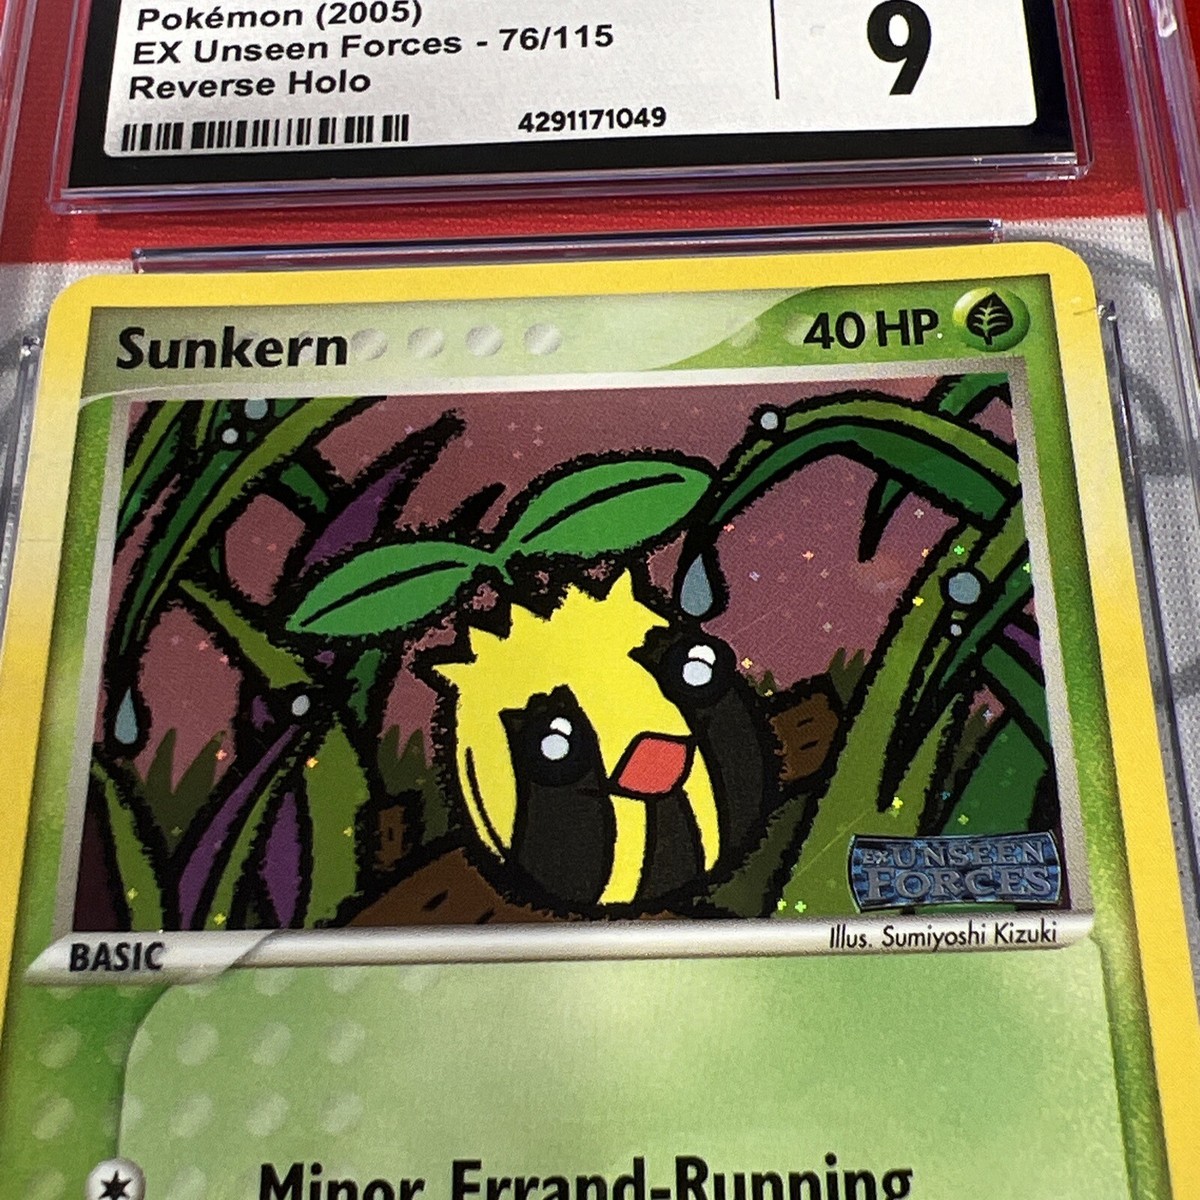 Pokémon (2005)
EX Unseen Forces - 76/115
Reverse Holo
9
4291171049
Sunkern
40 HP
EX UNSEEN
FORCES
Illus. Sumiyoshi Kizuki
BASIC
Minor Errand-Running